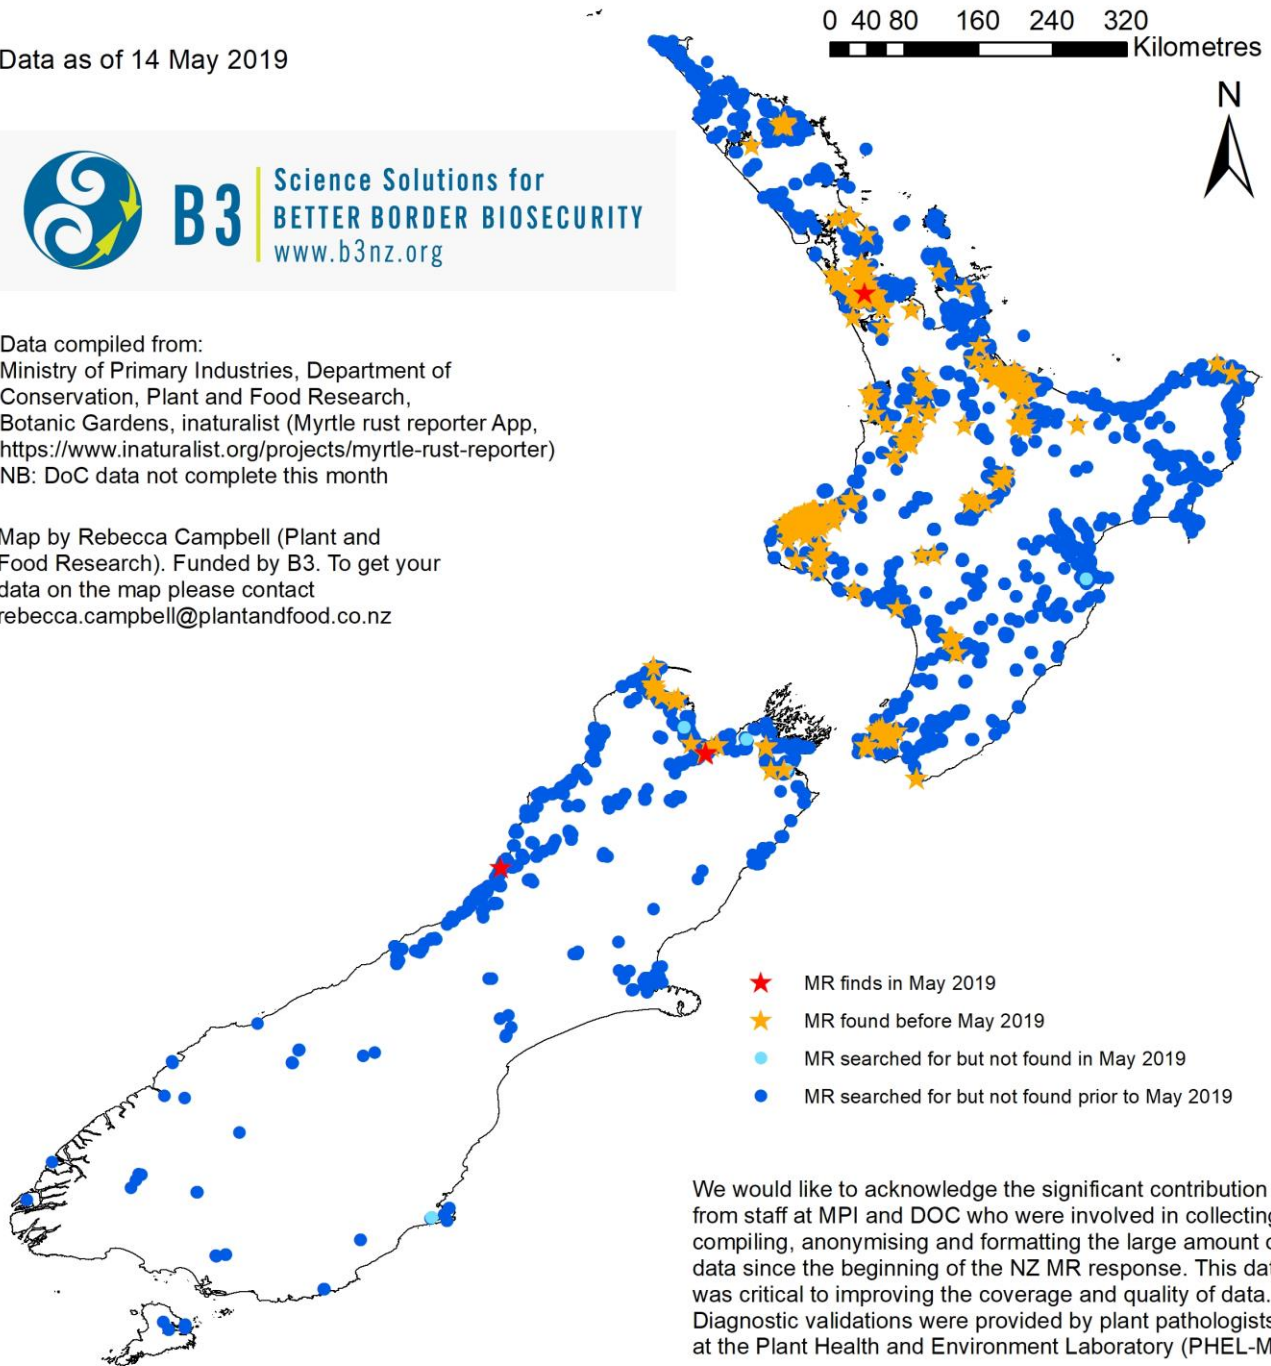 0 40 80 160 240 320
Kilometres
Data as of 14 May 2019
N
B3
Science Solutions for
BETTER BORDER BIOSECURITY
www.b3nz.org
Data compiled from:
Ministry of Primary Industries, Department of
Conservation, Plant and Food Research,
Botanic Gardens, inaturalist (Myrtle rust reporter App,
https://www.inaturalist.org/projects/myrtle-rust-reporter)
NB: DoC data not complete this month
Map by Rebecca Campbell (Plant and
Food Research). Funded by B3. To get your
data on the map please contact
rebecca.campbell@plantandfood.co.nz
MR finds in May 2019
MR found before May 2019
MR searched for but not found in May 2019
MR searched for but not found prior to May 2019
We would like to acknowledge the significant contribution
from staff at MPI and DOC who were involved in collecting
compiling, anonymising and formatting the large amount
data since the beginning of the NZ MR response. This
was critical to improving the coverage and quality of data.
Diagnostic validations were provided by plant pathologists
at the Plant Health and Environment Laboratory